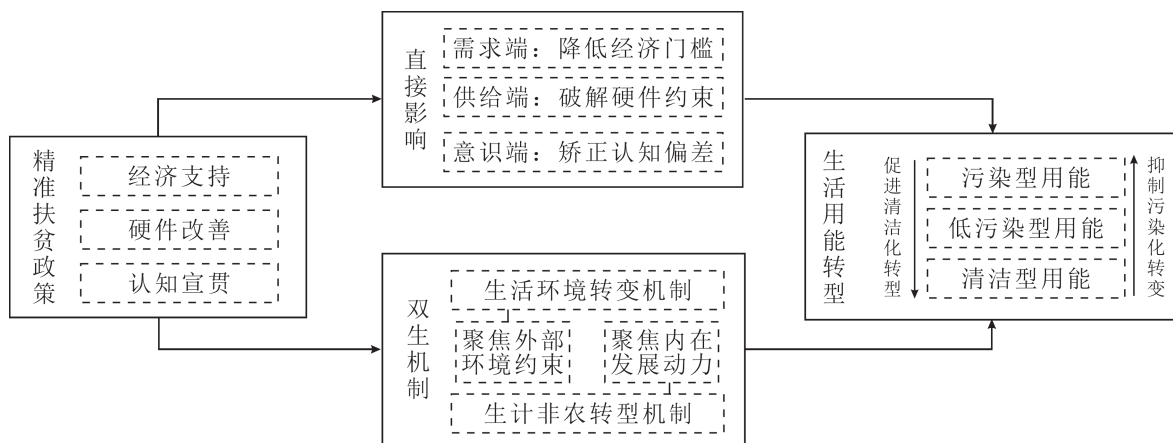 精准扶贫政策
经济支持
硬件改善
认知宣贯
直接影响
需求端：降低经济门槛
供给端：破解硬件约束
意识端：矫正认知偏差
双生机制
生活环境转变机制
聚焦外部
环境约束
聚焦内在
发展动力
生计非农转型机制
生活用能转型
促进清洁化转型
污染型用能
低污染型用能
清洁型用能
抑制污染化转变